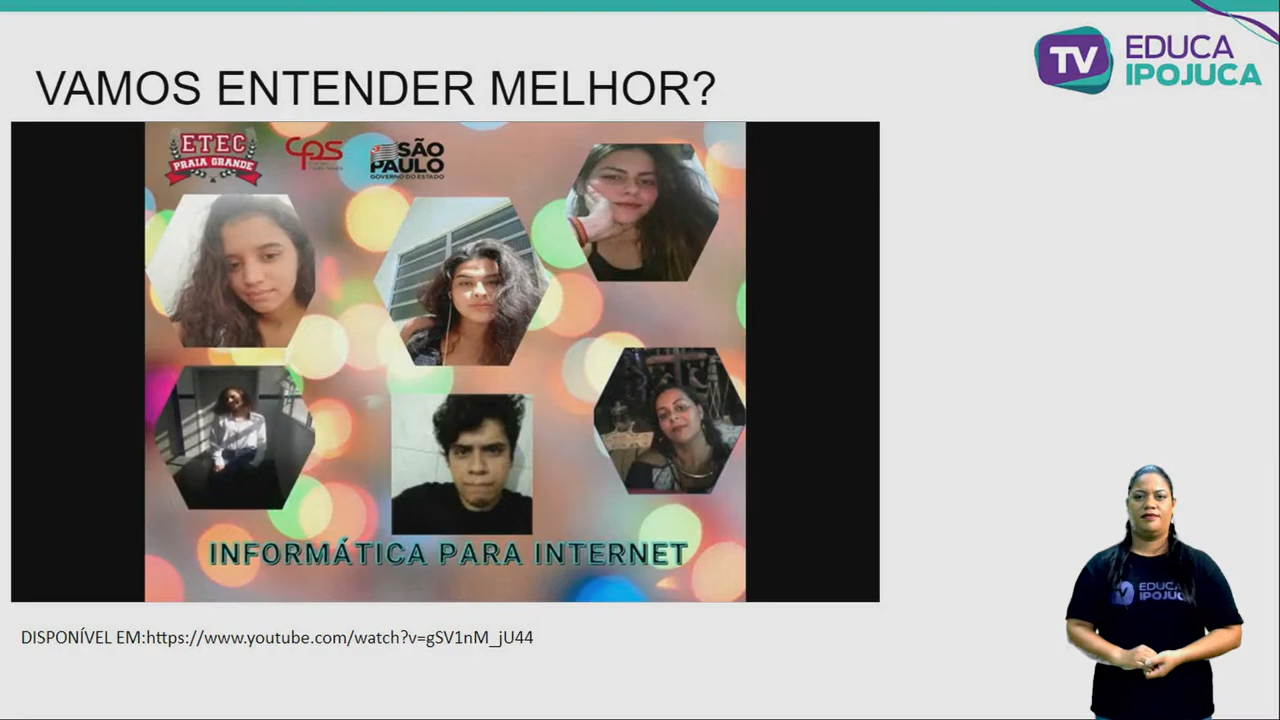 TV EDUCA
IPOJUCA
VAMOS ENTENDER MELHOR?
ETEC
PRAIA GRANDE
CPS
SÃO
PAULO
GOVERNO DO ESTADO
INFORMÁTICA PARA INTERNET
EDUCA
IPOJUC
DISPONÍVEL EM:https://www.youtube.com/watch?v=gSV1nM_jU44